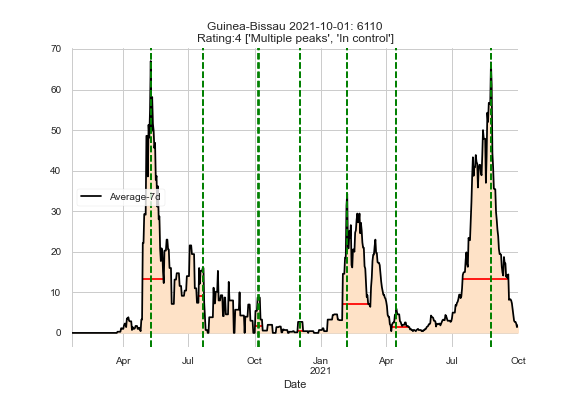 Guinea-Bissau 2021-10-01: 6110
Rating:4 ['Multiple peaks', 'In control']
70
60
50
40
30
20
10
0
Average-7d
Apr Jul Oct Jan Apr Jul Oct
2021
Date